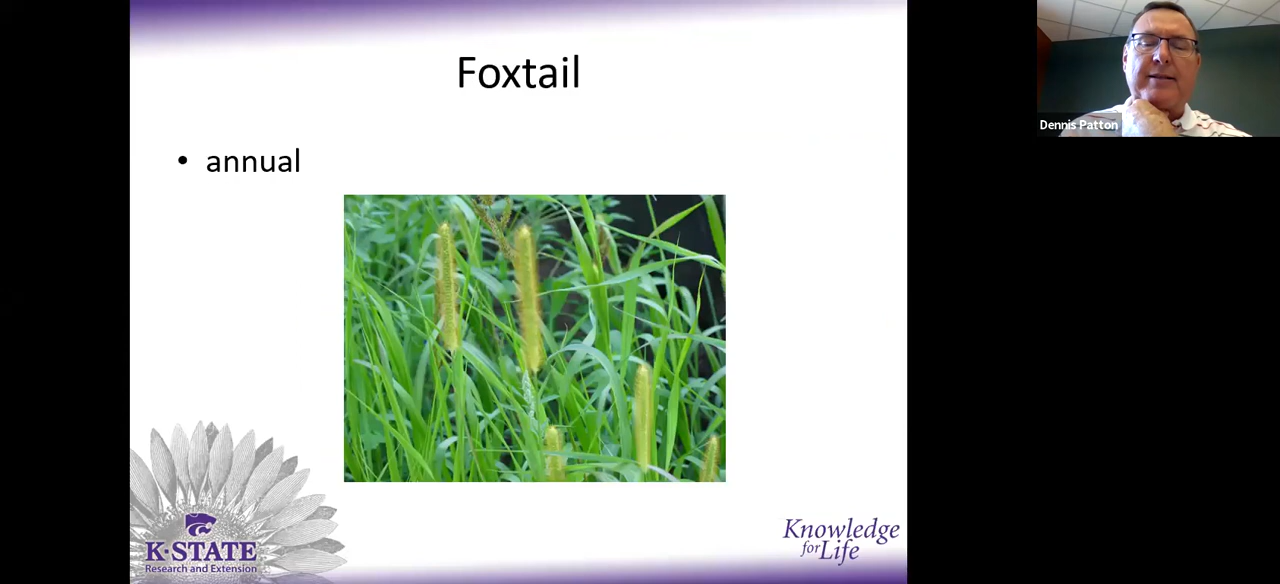 Foxtail
Dennis Patton
• annual
Knowledge
for Life
K-STATE
Research and Extension